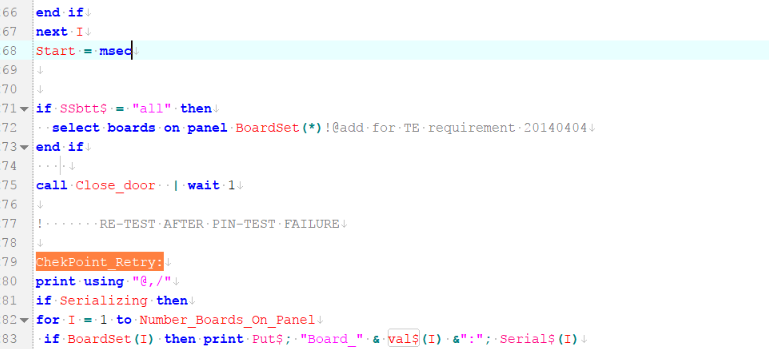 66 end if
67 next I
68 Start = msec
69
70
71 if SSbtt$ = "all" then
72 select boards on panel BoardSet(*)!@add for TE requirement 20140404
73 end if
74
75 call Close_door | wait 1
76
77 ! RE-TEST AFTER PIN-TEST FAILURE
78
79 ChekPoint_Retry:
80 print using "@,/"
81 if Serializing then
82 for I = 1 to Number_Boards_On_Panel
83 if BoardSet(I) then print Put$; "Board_" & val$(I) &":"; Serial$(I)